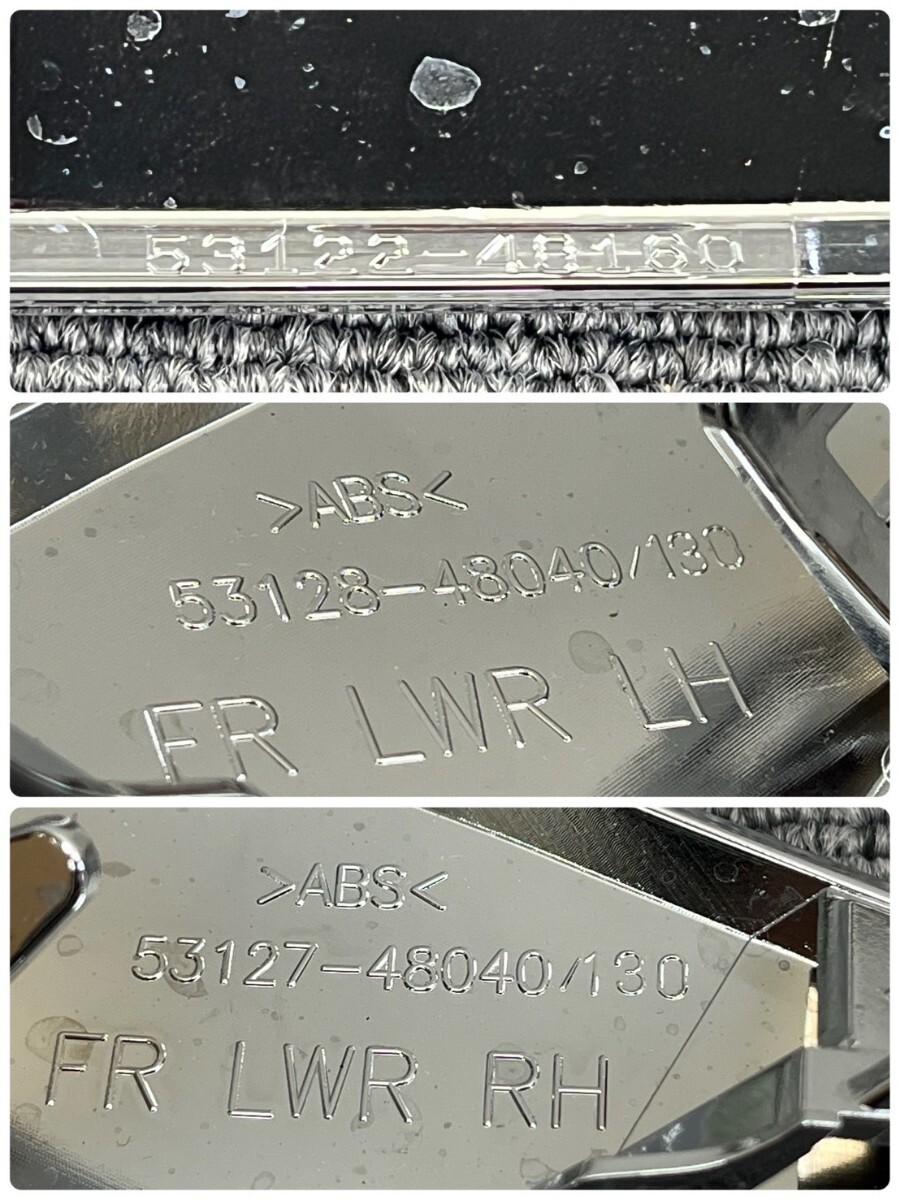 53122-48160
>ABS<
53128-48040/130
FR LWR LH
>ABS<
53127-48040/130
FR LWR RH